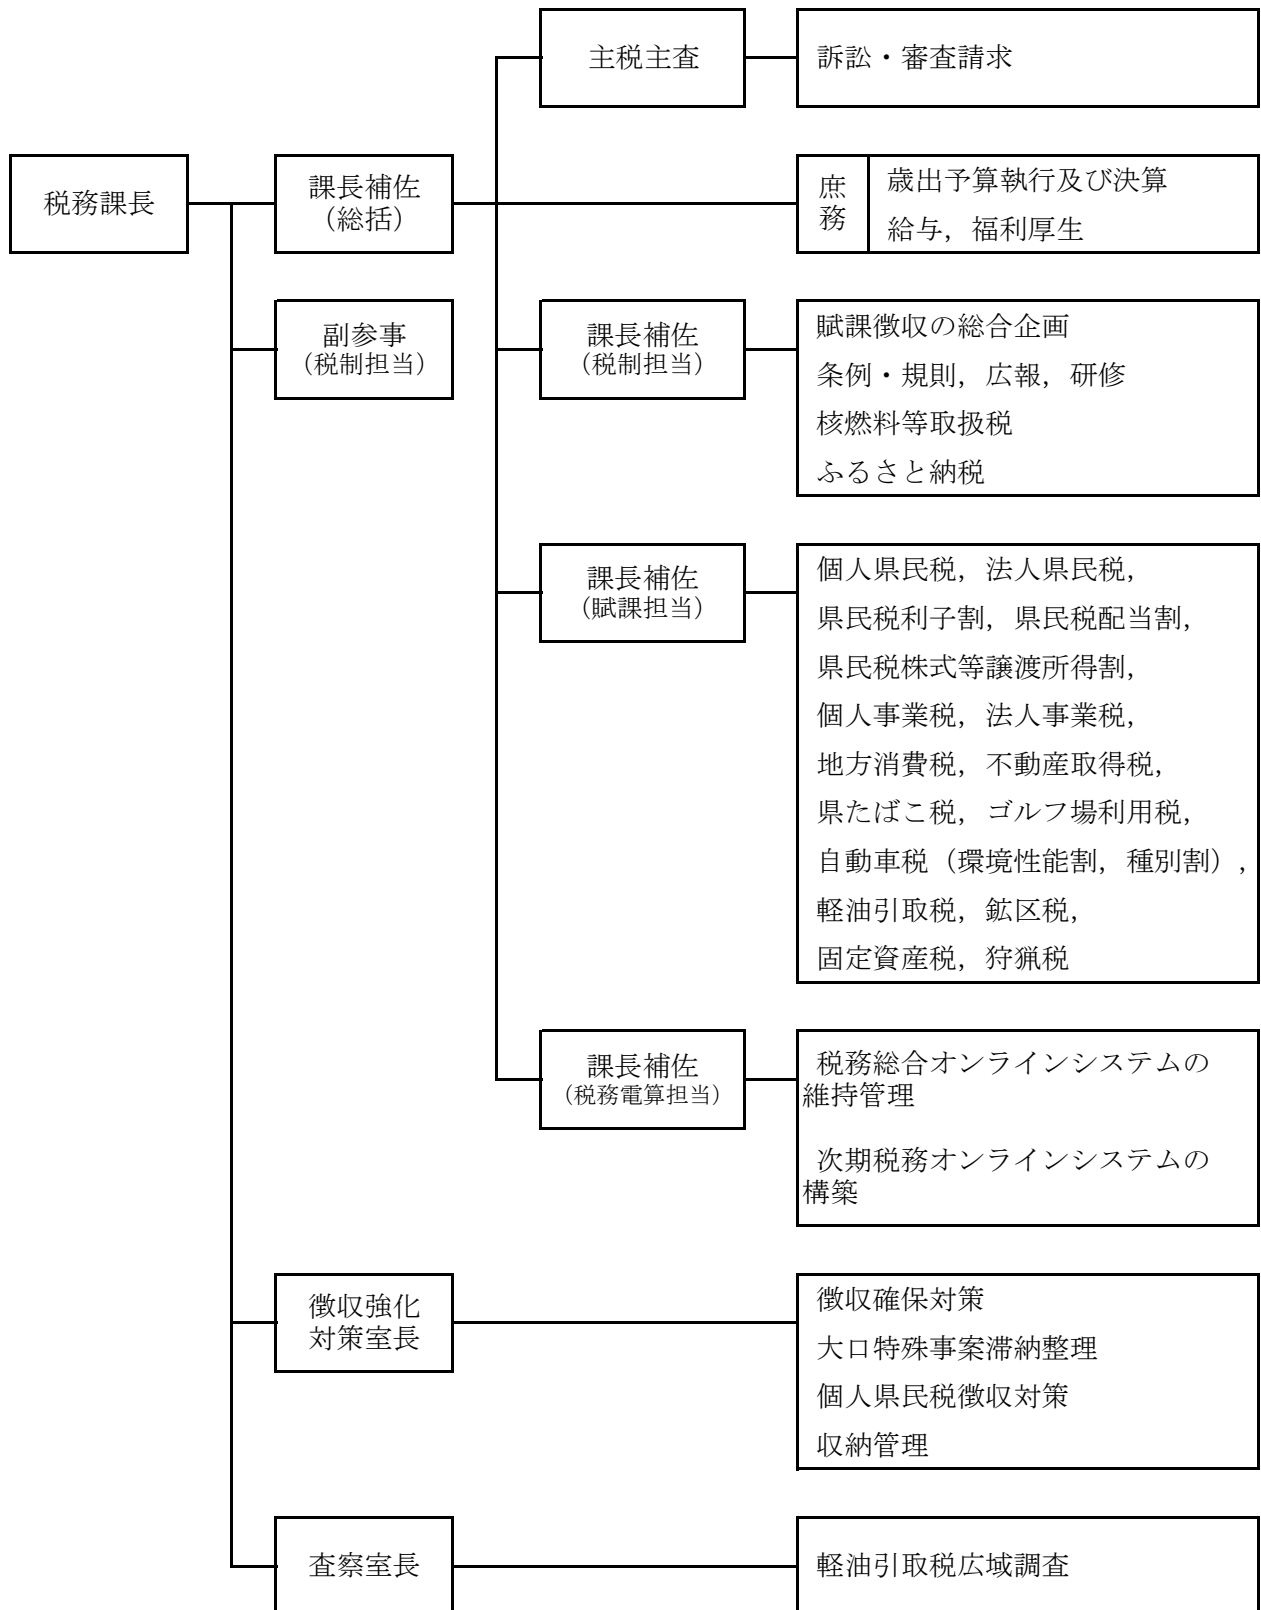 主税主査
訴訟・審査請求
税務課長
課長補佐
（総括）
庶務
歳出予算執行及び決算
給与，福利厚生
副参事
（税制担当）
課長補佐
（税制担当）
賦課徴収の総合企画
条例・規則，広報，研修
核燃料等取扱税
ふるさと納税
課長補佐
（賦課担当）
個人県民税，法人県民税，
県民税利子割，県民税配当割，
県民税株式等譲渡所得割，
個人事業税，法人事業税，
地方消費税，不動産取得税，
県たばこ税，ゴルフ場利用税，
自動車税（環境性能割，種別割），
軽油引取税，鉱区税，
固定資産税，狩猟税
課長補佐
（税務電算担当）
税務総合オンラインシステムの
維持管理
次期税務オンラインシステムの
構築
徴収強化
対策室長
徴収確保対策
大口特殊事案滞納整理
個人県民税徴収対策
収納管理
査察室長
軽油引取税広域調査